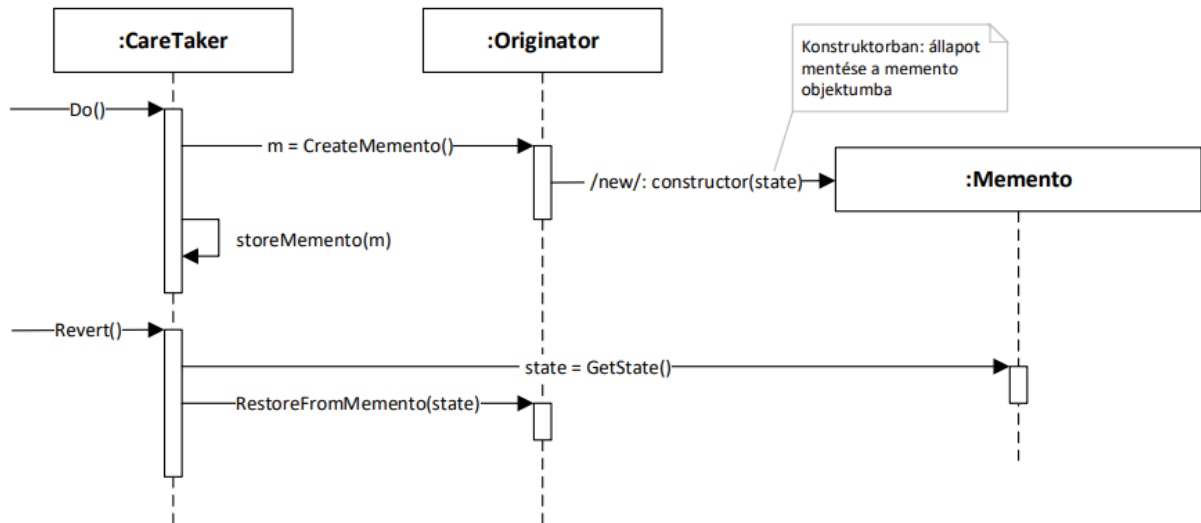 :CareTaker
:Originator
Konstruktorban: állapot
mentése a memento
objektumba
Do()
m = CreateMemento()
/new/: constructor(state)
:Memento
storeMemento(m)
Revert()
state = GetState()
RestoreFromMemento(state)